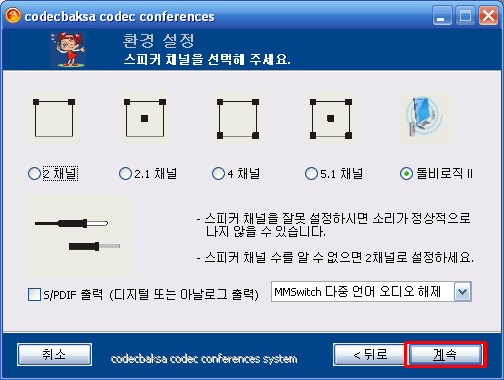 codecbaksa codec conferences
환경 설정
스피커 채널을 선택해 주세요.
2 채널
2.1 채널
4 채널
5.1 채널
돌비로직 II
- 스피커 채널을 잘못 설정하시면 소리가 정상적으로
나지 않을 수 있습니다.
- 스피커 채널 수를 알 수 없으면 2채널로 설정하세요.
S/PDIF 출력 (디지털 또는 아날로그 출력)
MMSwitch 다중 언어 오디오 해제
취소
codecbaksa codec conferences system
< 뒤로
계속